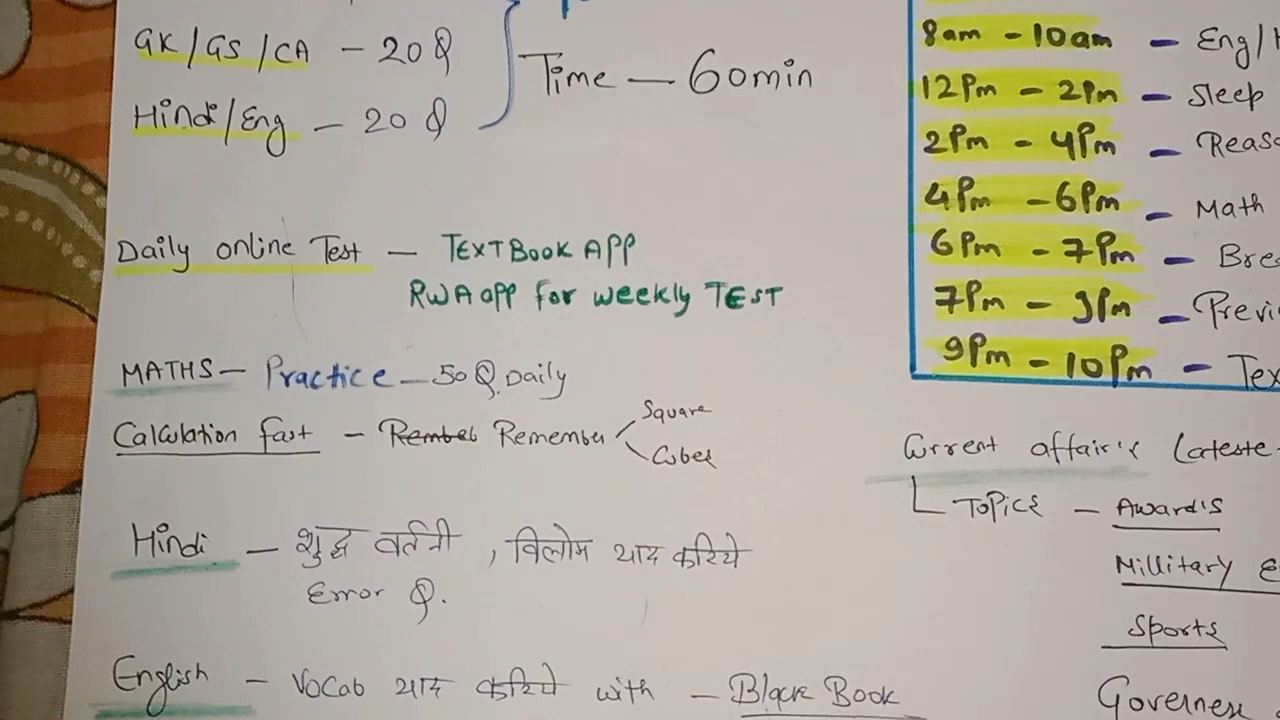 GK/GS/CA - 20 Q
Hindi/Eng - 20 Q
Time - 60min
Daily online Test - TEXTBOOK APP
RWA app for weekly TEST
MATHS - Practice - 50 Q. Daily
Calculation fast - Remember
Square
Cubes
Hindi - शुद्ध वर्तनी , विलोम याद करिये
Error Q.
English - Vocab याद करिये with - Black Book
8am - 10am - Eng/
12Pm - 2Pm - Sleep
2Pm - 4Pm - Reaso
4Pm - 6Pm - Math
6Pm - 7Pm - Brea
7Pm - 9Pm - Previ
9Pm - 10Pm - Tex
Current affair's Lateste
Topics - Award's
Millitary E
Sports
Governers